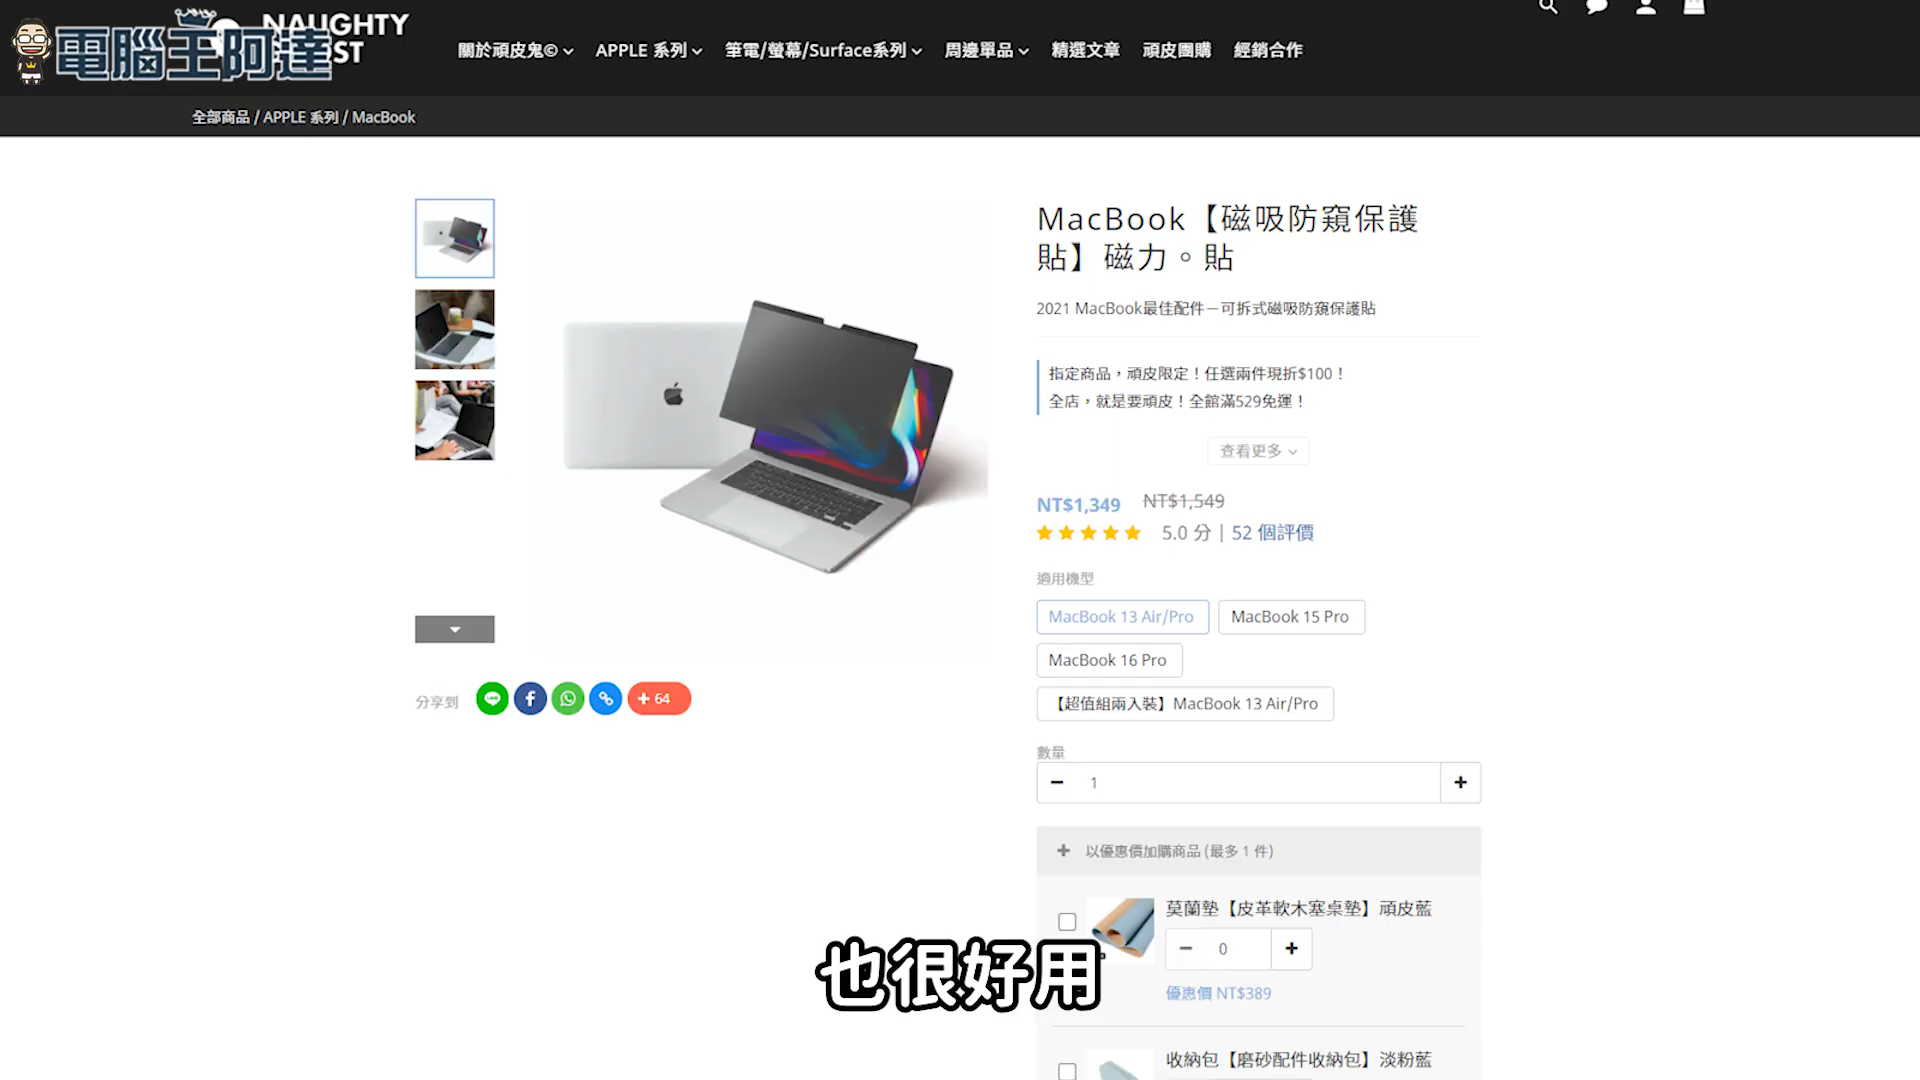 NAUGHTY
電腦王阿達
ST
關於頑皮鬼©
APPLE 系列
筆電/螢幕/Surface系列
周邊單品
精選文章
頑皮團購
經銷合作
全部商品 / APPLE 系列 / MacBook
MacBook【磁吸防窺保護
貼】磁力。貼
2021 MacBook最佳配件－可拆式磁吸防窺保護貼
指定商品，頑皮限定！任選兩件現折$100！
全店，就是要頑皮！全館滿529免運！
查看更多
NT$1,349 NT$1,549
5.0 分 | 52 個評價
適用機型
MacBook 13 Air/Pro
MacBook 15 Pro
MacBook 16 Pro
【超值組兩入裝】MacBook 13 Air/Pro
分享到
+ 64
數量
− 1 +
+ 以優惠價加購商品 (最多 1 件)
莫蘭墊【皮革軟木塞桌墊】頑皮藍
− 0 +
優惠價 NT$389
也很好用
收納包【磨砂配件收納包】淡粉藍